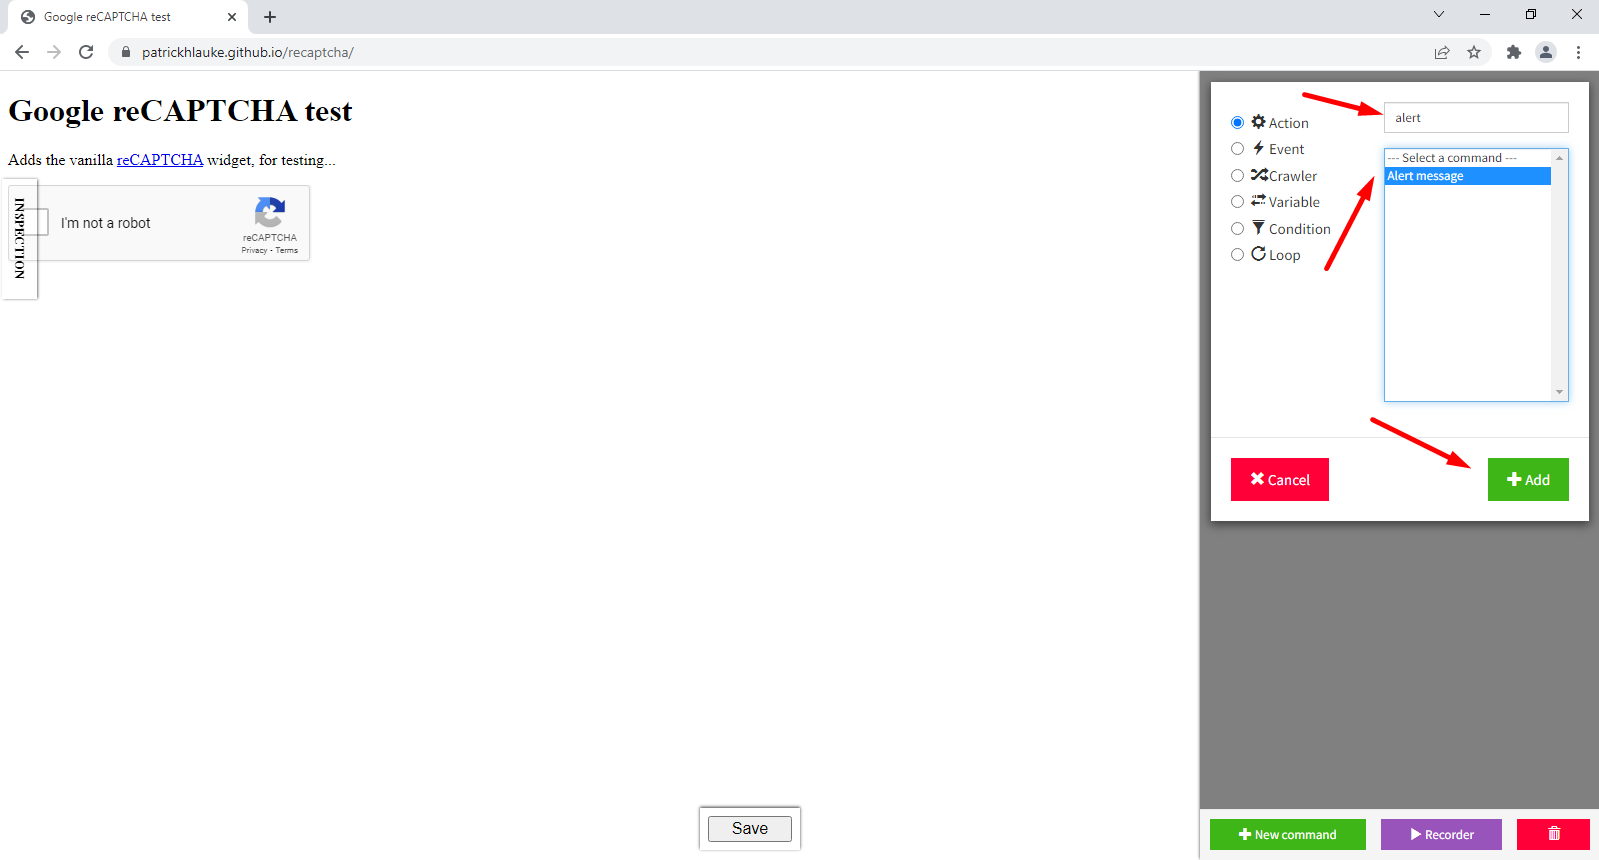 Google reCAPTCHA test
patrickhlauke.github.io/recaptcha/
Google reCAPTCHA test
Adds the vanilla reCAPTCHA widget, for testing...
INSPECTION
I'm not a robot
reCAPTCHA
Privacy - Terms
Save
Action
Event
Crawler
Variable
Condition
Loop
alert
--- Select a command ---
Alert message
Cancel
Add
New command
Recorder